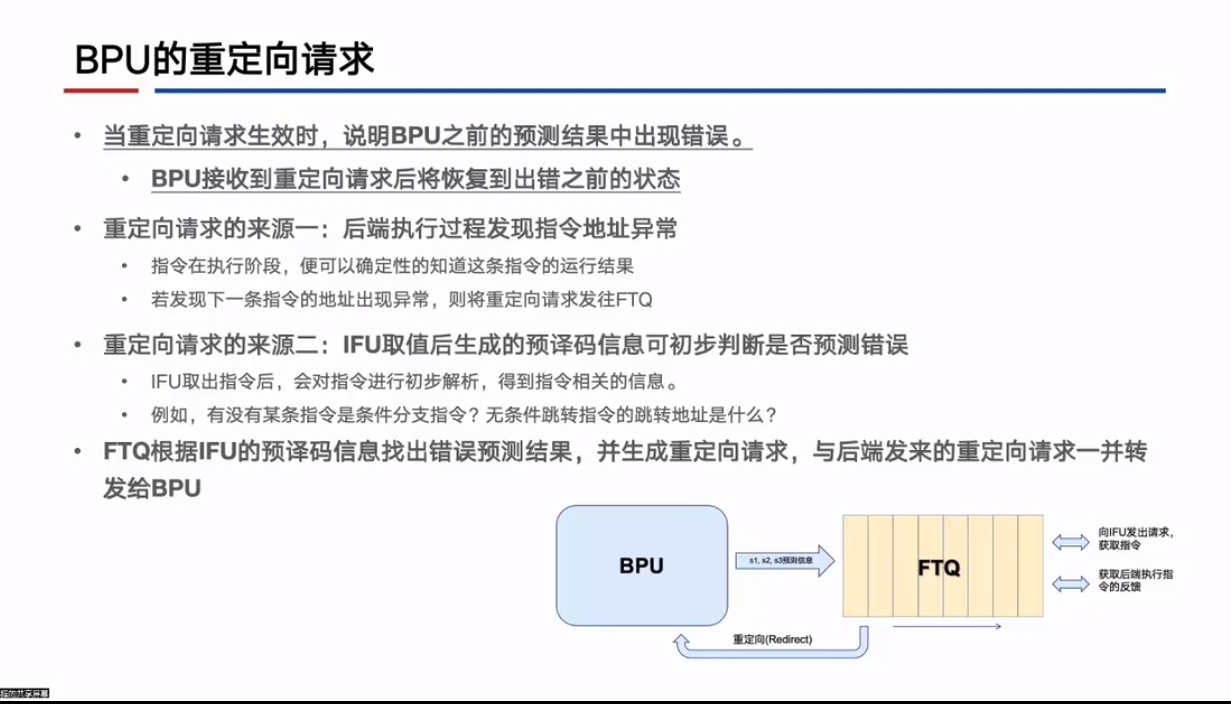 BPU的重定向请求
• 当重定向请求生效时，说明BPU之前的预测结果中出现错误。
• BPU接收到重定向请求后将恢复到出错之前的状态
• 重定向请求的来源一：后端执行过程发现指令地址异常
• 指令在执行阶段，便可以确定性的知道这条指令的运行结果
• 若发现下一条指令的地址出现异常，则将重定向请求发往FTQ
• 重定向请求的来源二：IFU取值后生成的预译码信息可初步判断是否预测错误
• IFU取出指令后，会对指令进行初步解析，得到指令相关的信息。
• 例如，有没有某条指令是条件分支指令？无条件跳转指令的跳转地址是什么？
• FTQ根据IFU的预译码信息找出错误预测结果，并生成重定向请求，与后端发来的重定向请求一并转
发给BPU
BPU
s1, s2, s3预测信息
FTQ
向IFU发出请求，
获取指令
获取后端执行指
令的反馈
重定向(Redirect)